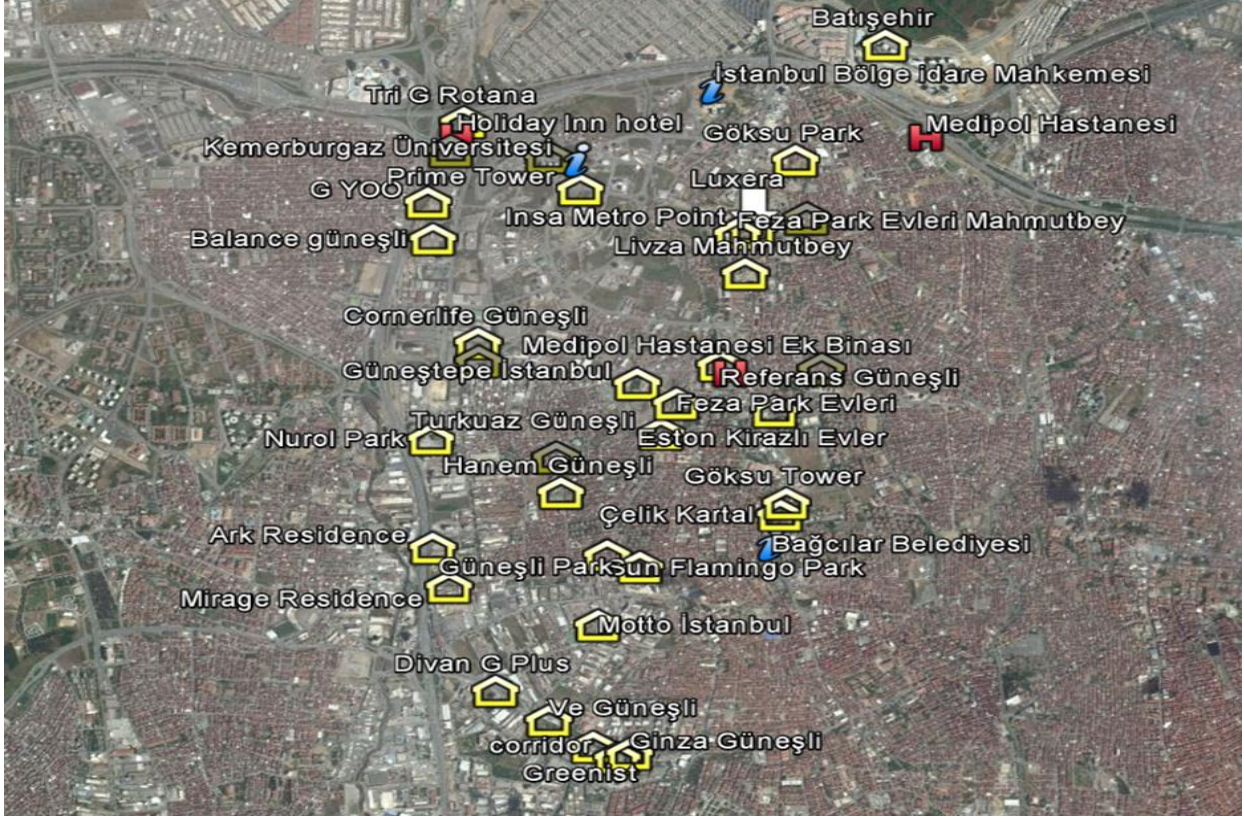 Batışehir
İstanbul Bölge idare Mahkemesi
Tri G Rotana
Holiday Inn hotel
Medipol Hastanesi
Göksu Park
Kemerburgaz Üniversitesi
Prime Tower
Luxera
G YOO
Insa Metro Point
Feza Park Evleri Mahmutbey
Balance güneşli
Livza Mahmutbey
Cornerlife Güneşli
Medipol Hastanesi Ek Binası
Güneştepe İstanbul
Referans Güneşli
Feza Park Evleri
Turkuaz Güneşli
Nurol Park
Eston Kirazlı Evler
Hanem Güneşli
Göksu Tower
Çelik Kartal
Ark Residence
Bağcılar Belediyesi
Güneşli Park
Sun Flamingo Park
Mirage Residence
Motto İstanbul
Divan G Plus
Ve Güneşli
corridor
Ginza Güneşli
Greenist